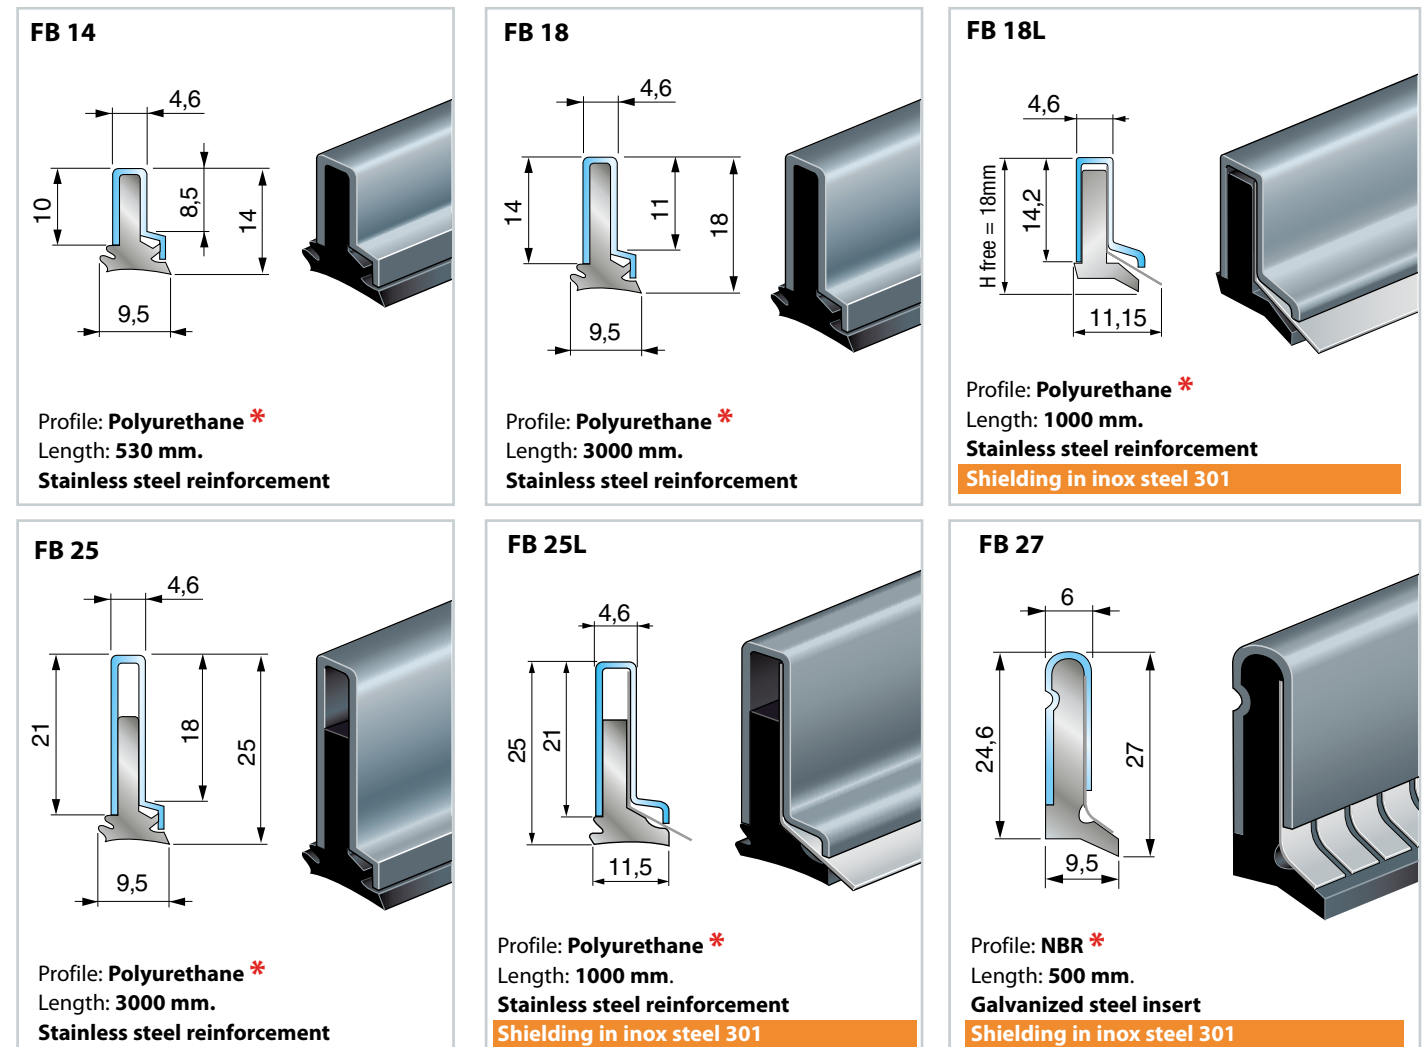 FB 14
4,6
10
8,5
14
9,5
Profile: Polyurethane *
Length: 530 mm.
Stainless steel reinforcement
FB 18
4,6
14
11
18
9,5
Profile: Polyurethane *
Length: 3000 mm.
Stainless steel reinforcement
FB 18L
4,6
H free = 18mm
14,2
11,15
Profile: Polyurethane *
Length: 1000 mm.
Stainless steel reinforcement
Shielding in inox steel 301
FB 25
4,6
21
18
25
9,5
Profile: Polyurethane *
Length: 3000 mm.
Stainless steel reinforcement
FB 25L
4,6
25
21
11,5
Profile: Polyurethane *
Length: 1000 mm.
Stainless steel reinforcement
Shielding in inox steel 301
FB 27
6
24,6
27
9,5
Profile: NBR *
Length: 500 mm.
Galvanized steel insert
Shielding in inox steel 301